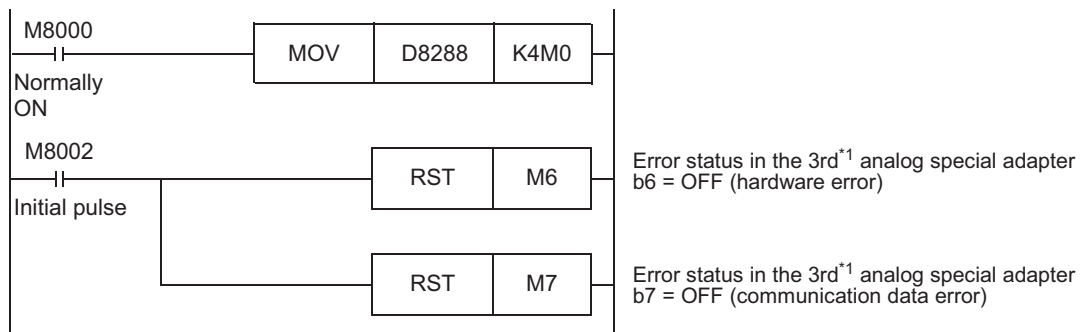 M8000
MOV D8288 K4M0
Normally
ON
M8002
RST M6
Initial pulse
Error status in the 3rd*1 analog special adapter
b6 = OFF (hardware error)
RST M7
Error status in the 3rd*1 analog special adapter
b7 = OFF (communication data error)